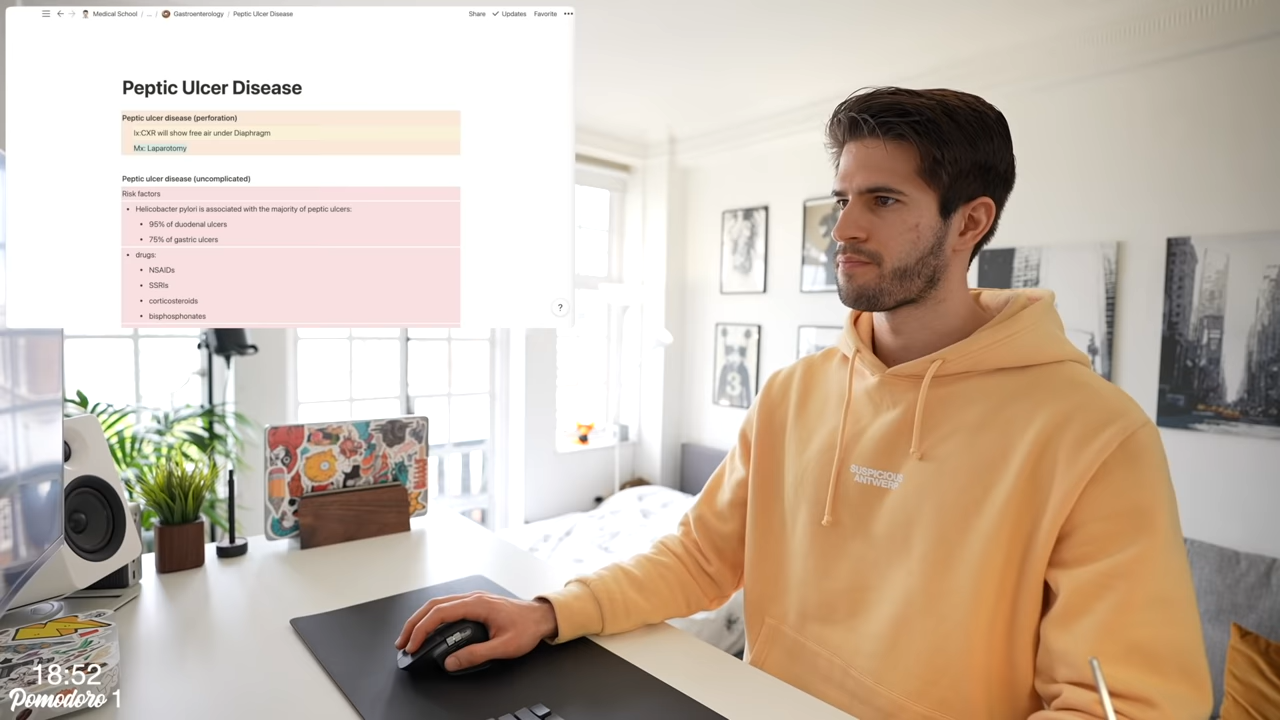 Medical School / ... / Gastroenterology / Peptic Ulcer Disease
Share Updates Favorite •••
Peptic Ulcer Disease
Peptic ulcer disease (perforation)
Ix:CXR will show free air under Diaphragm
Mx: Laparotomy
Peptic ulcer disease (uncomplicated)
Risk factors
• Helicobacter pylori is associated with the majority of peptic ulcers:
• 95% of duodenal ulcers
• 75% of gastric ulcers
• drugs:
• NSAIDs
• SSRIs
• corticosteroids
• bisphosphonates
?
3
SUSPICIOUS
ANTWERP
18:52
Pomodoro 1